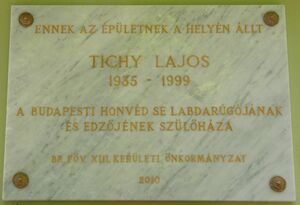 ENNEK AZ ÉPÜLETNEK A HELYÉN ÁLLT
TICHY LAJOS
1935 - 1999
A BUDAPESTI HONVÉD SE LABDARÚGÓJÁNAK
ÉS EDZŐJÉNEK SZÜLŐHÁZA
BP. FŐV. XIII. KERÜLETI ÖNKORMÁNYZAT
2010